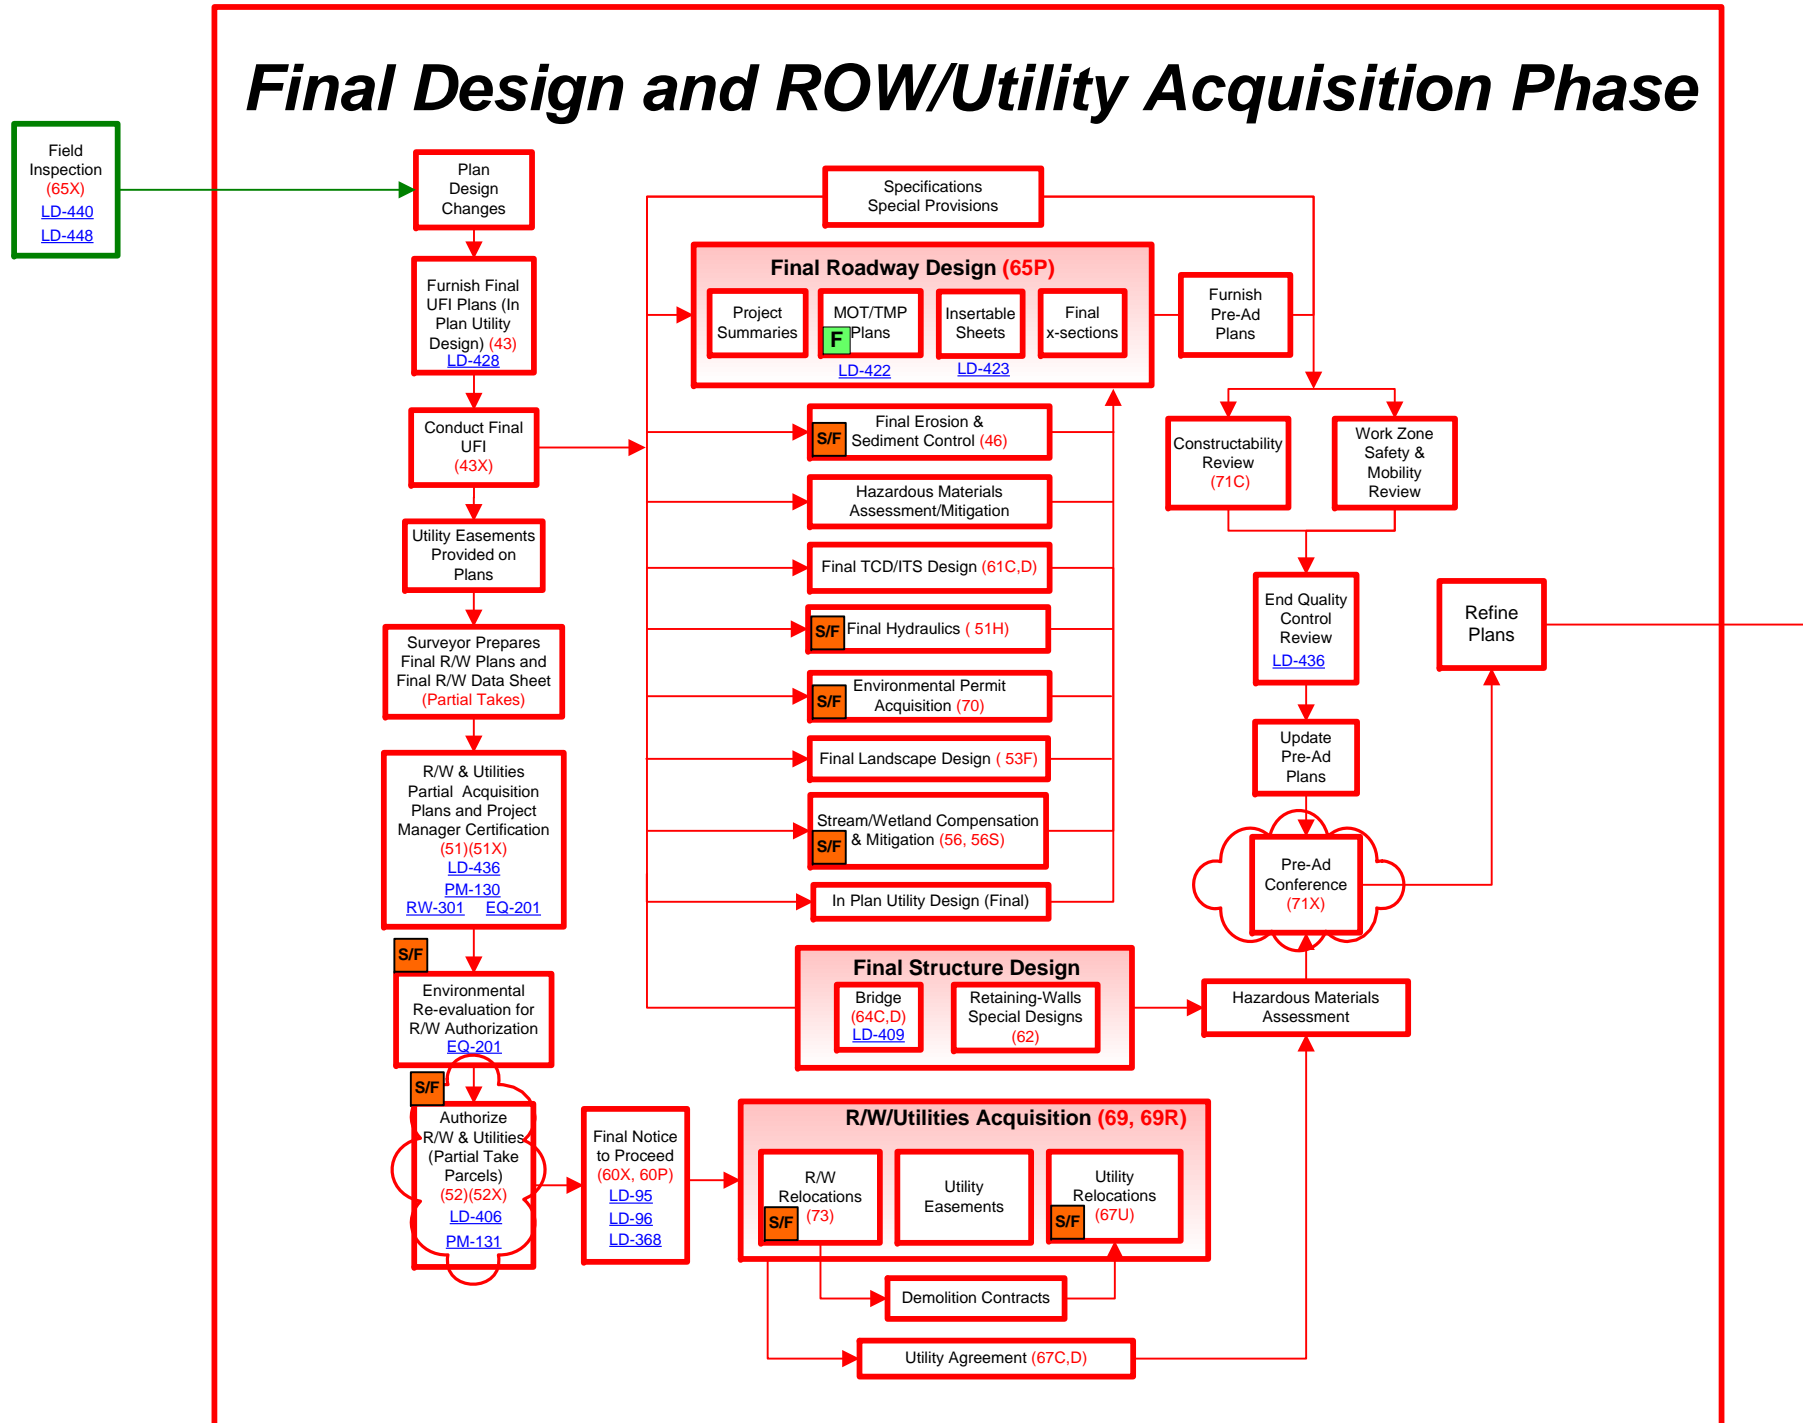 Final Design and ROW/Utility Acquisition Phase
Field
Inspection
(65X)
LD-440
LD-448
Plan
Design
Changes
Furnish Final
UFI Plans (In
Plan Utility
Design) (43)
LD-428
Conduct Final
UFI
(43X)
Utility Easements
Provided on
Plans
Surveyor Prepares
Final R/W Plans and
Final R/W Data Sheet
(Partial Takes)
R/W & Utilities
Partial Acquisition
Plans and Project
Manager Certification
(51)(51X)
LD-436
PM-130
RW-301 EQ-201
S/F
Environmental
Re-evaluation for
R/W Authorization
EQ-201
S/F
Authorize
R/W & Utilities
(Partial Take
Parcels)
(52)(52X)
LD-406
PM-131
Final Notice
to Proceed
(60X, 60P)
LD-95
LD-96
LD-368
Specifications
Special Provisions
Final Roadway Design (65P)
Project
Summaries
MOT/TMP
Plans
F
LD-422
Insertable
Sheets
LD-423
Final
x-sections
Final Erosion &
Sediment Control (46)
S/F
Hazardous Materials
Assessment/Mitigation
Final TCD/ITS Design (61C,D)
S/F
Final Hydraulics ( 51H)
Environmental Permit
Acquisition (70)
S/F
Final Landscape Design ( 53F)
Stream/Wetland Compensation
& Mitigation (56, 56S)
S/F
In Plan Utility Design (Final)
Final Structure Design
Bridge
(64C,D)
LD-409
Retaining-Walls
Special Designs
(62)
R/W/Utilities Acquisition (69, 69R)
R/W
Relocations
(73)
S/F
Utility
Easements
Utility
Relocations
(67U)
S/F
Demolition Contracts
Utility Agreement (67C,D)
Furnish
Pre-Ad
Plans
Constructability
Review
(71C)
Work Zone
Safety &
Mobility
Review
End Quality
Control
Review
LD-436
Update
Pre-Ad
Plans
Pre-Ad
Conference
(71X)
Hazardous Materials
Assessment
Refine
Plans